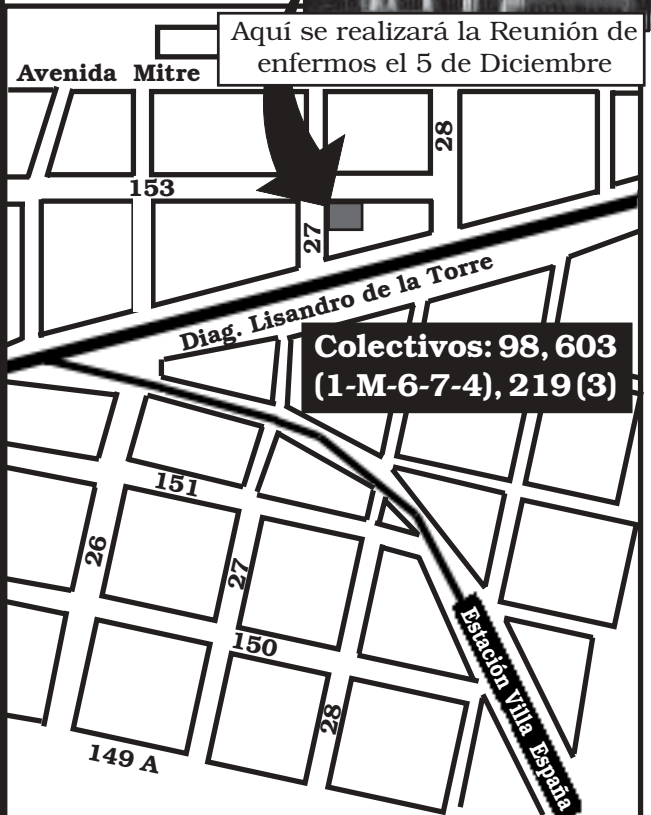 Aquí se realizará la Reunión de
enfermos el 5 de Diciembre
Avenida Mitre
28
153
27
Diag. Lisandro de la Torre
Colectivos: 98, 603
(1-M-6-7-4), 219 (3)
151
26
27
150
Estación Villa España
28
149 A